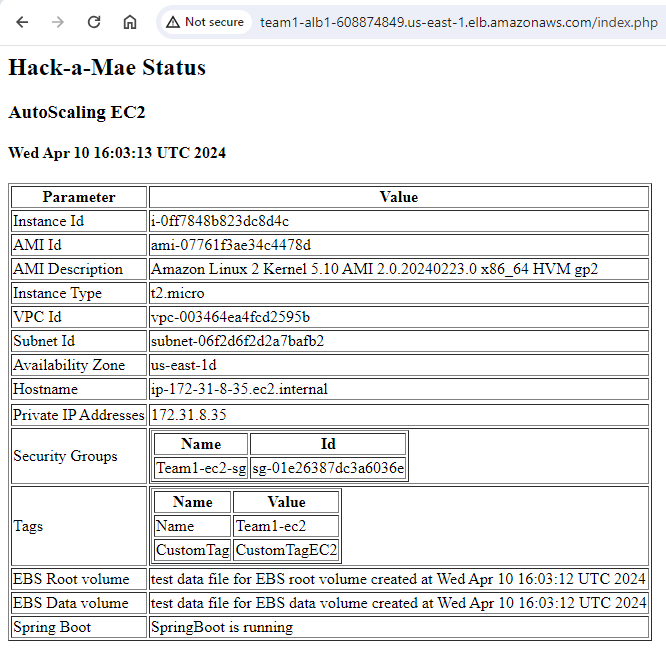 Not secure team1-alb1-608874849.us-east-1.elb.amazonaws.com/index.php
Hack-a-Mae Status
AutoScaling EC2
Wed Apr 10 16:03:13 UTC 2024
Parameter Value
Instance Id i-0ff7848b823dc8d4c
AMI Id ami-07761f3ae34c4478d
AMI Description Amazon Linux 2 Kernel 5.10 AMI 2.0.20240223.0 x86_64 HVM gp2
Instance Type t2.micro
VPC Id vpc-003464ea4fcd2595b
Subnet Id subnet-06f2d6f2d2a7bafb2
Availability Zone us-east-1d
Hostname ip-172-31-8-35.ec2.internal
Private IP Addresses 172.31.8.35
Security Groups
Name Id
Team1-ec2-sg sg-01e26387dc3a6036e
Tags
Name Value
Name Team1-ec2
CustomTag CustomTagEC2
EBS Root volume test data file for EBS root volume created at Wed Apr 10 16:03:12 UTC 2024
EBS Data volume test data file for EBS data volume created at Wed Apr 10 16:03:12 UTC 2024
Spring Boot SpringBoot is running